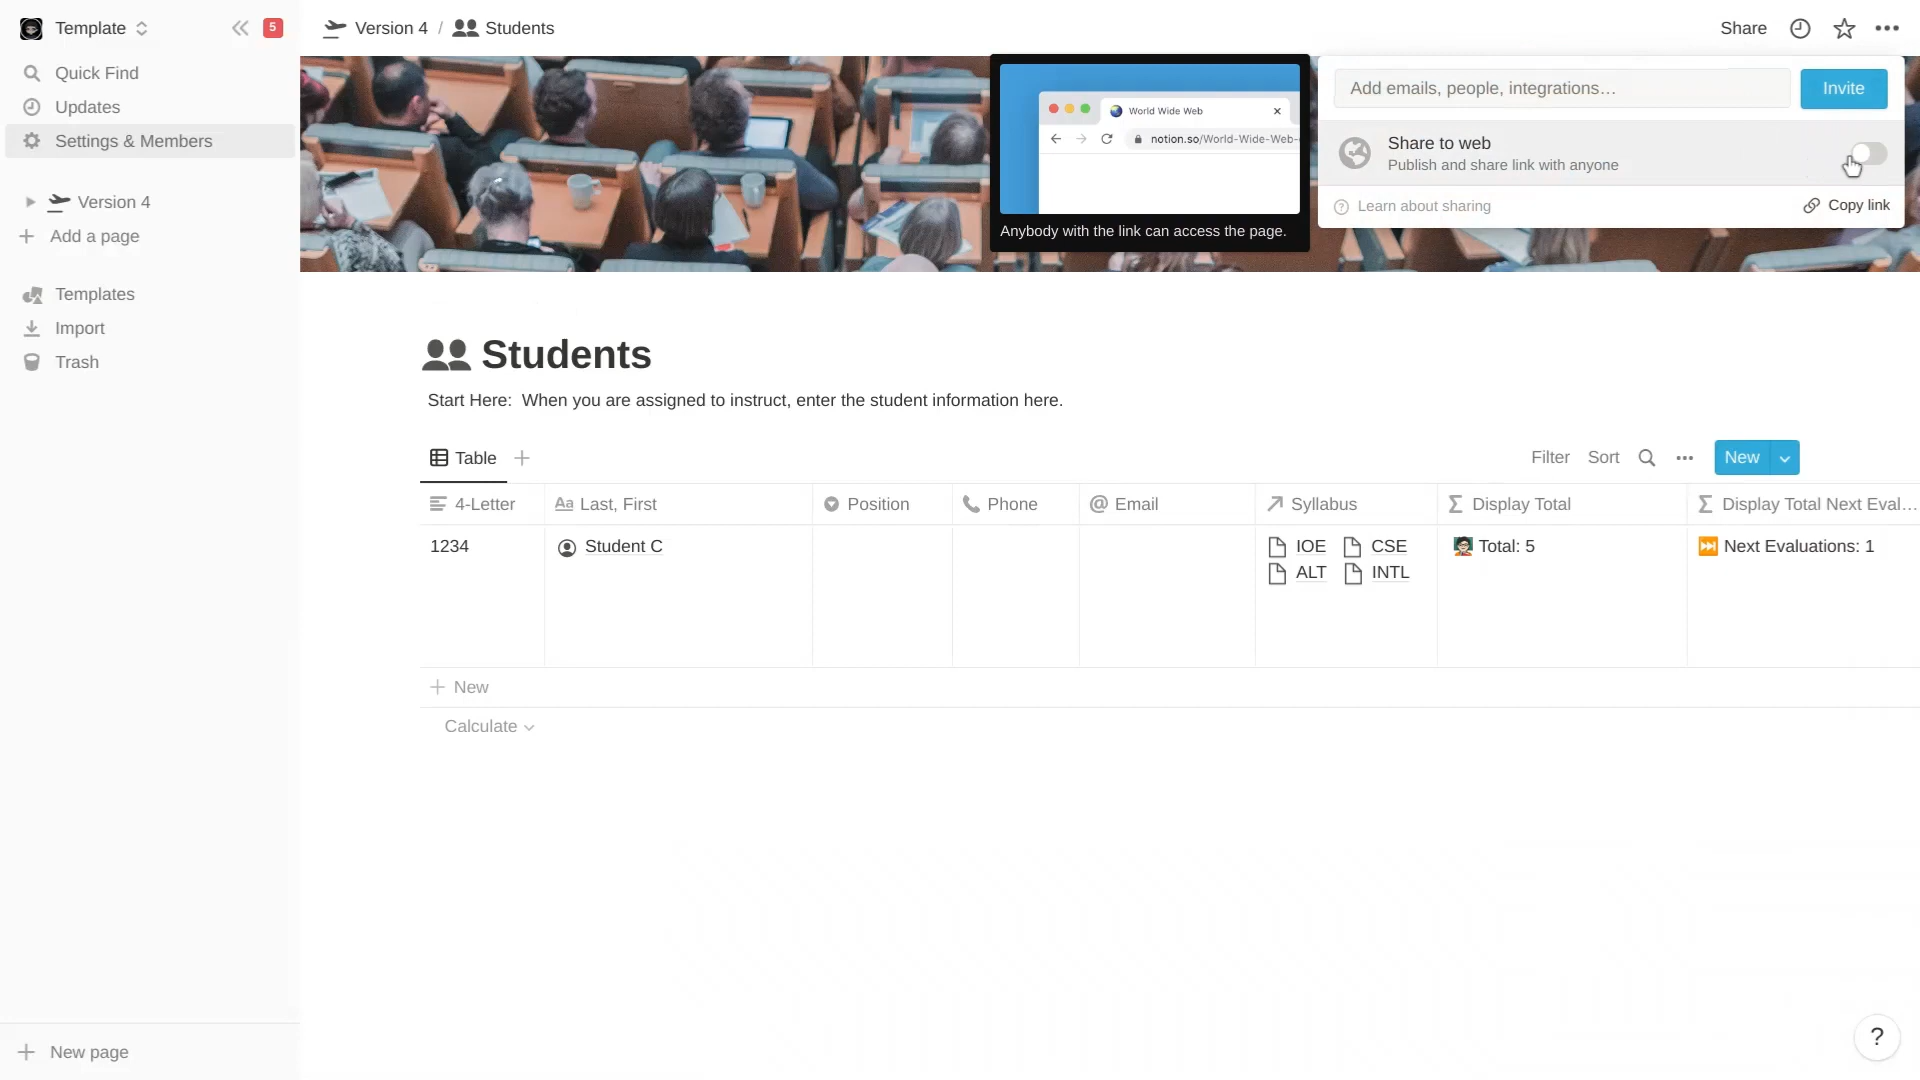 Template
5
Quick Find
Updates
Settings & Members
Version 4
Add a page
Templates
Import
Trash
New page
Version 4 / Students
Share
World Wide Web
notion.so/World-Wide-Web-
Anybody with the link can access the page.
Add emails, people, integrations…
Invite
Share to web
Publish and share link with anyone
Learn about sharing
Copy link
Students
Start Here: When you are assigned to instruct, enter the student information here.
Table
Filter Sort
New
4-Letter Last, First Position Phone Email Syllabus Display Total Display Total Next Eval…
1234 Student C IOE CSE Total: 5 Next Evaluations: 1
ALT INTL
New
Calculate
?